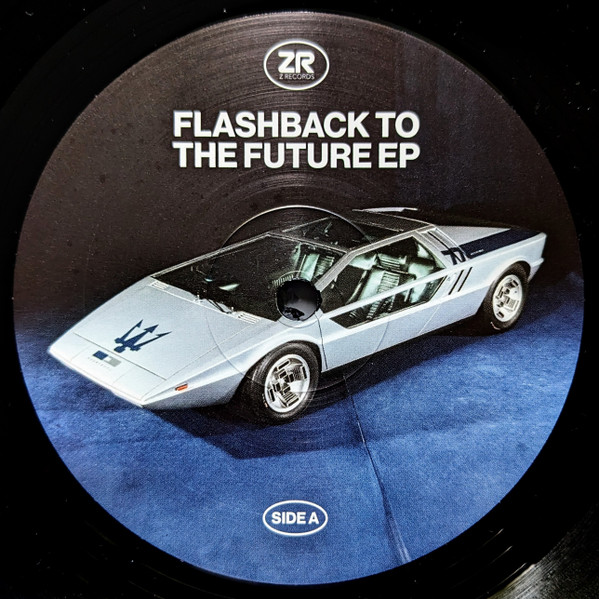 ZR
Z RECORDS
FLASHBACK TO
THE FUTURE EP
SIDE A